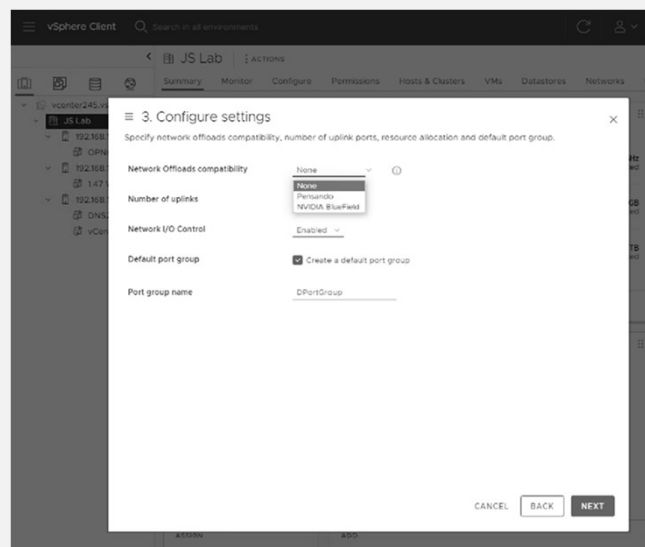 vSphere Client
Search in all environments
JS Lab
ACTIONS
Summary Monitor Configure Permissions Hosts & Clusters VMs Datastores Networks
JS Lab
3. Configure settings
Specify network offloads compatibility, number of uplink ports, resource allocation and default port group.
Network Offloads compatibility
None
None
Pensando
NVIDIA BlueField
Number of uplinks
Network I/O Control
Enabled
Default port group
Create a default port group
Port group name
DPortGroup
CANCEL BACK NEXT
ASSIGN
ADD